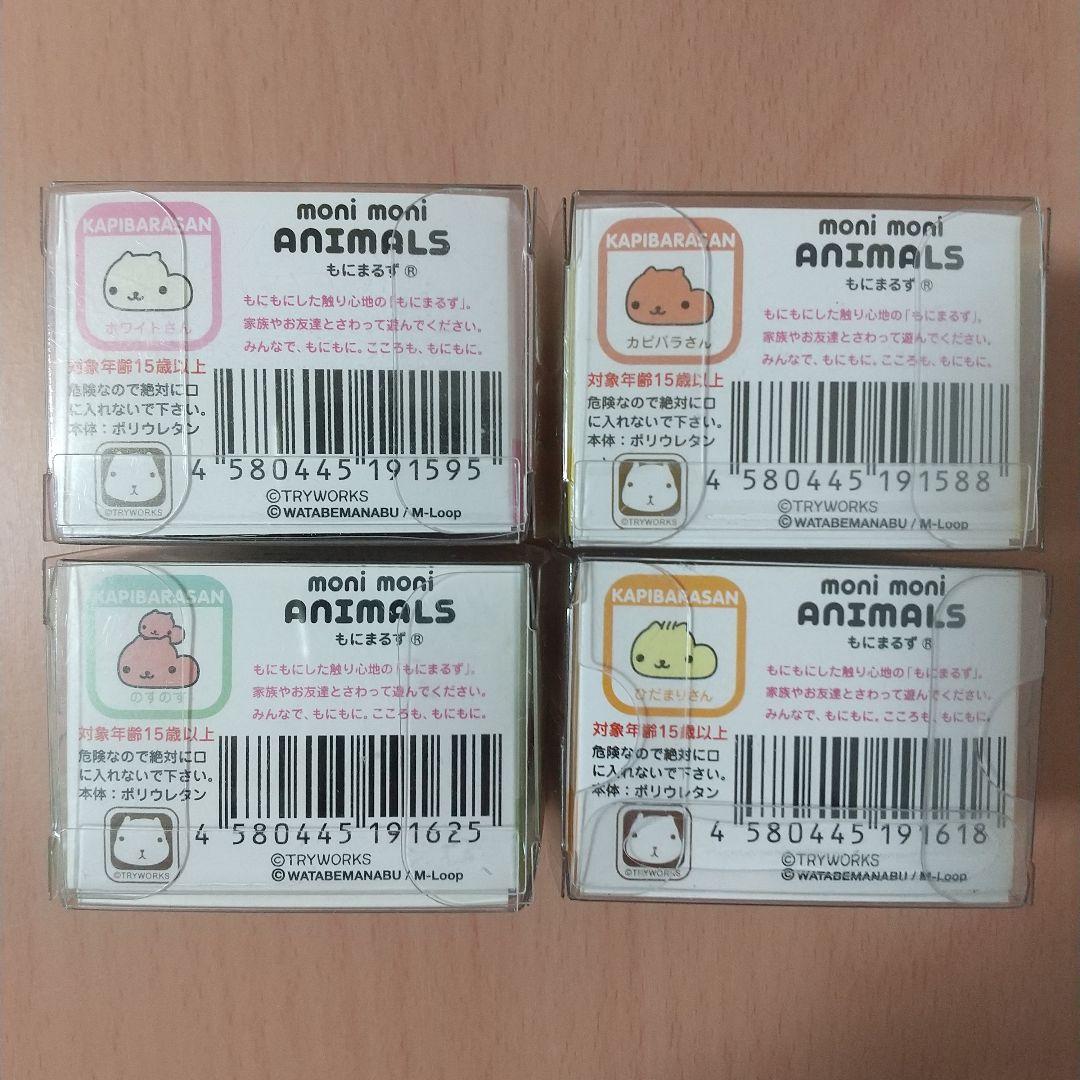 KAPIBARASAN
ホワイトさん
moni moni
ANIMALS
もにまるず®
もにもにした触り心地の「もにまるず」。
家族やお友達とさわって遊んでください。
みんなで、もにもに。こころも、もにもに。
対象年齢15歳以上
危険なので絶対に口
に入れないで下さい。
本体：ポリウレタン
4 580445 191595
©TRYWORKS
©WATABEMANABU / M-Loop
©TRYWORKS
KAPIBARASAN
カピバラさん
moni moni
ANIMALS
もにまるず®
もにもにした触り心地の「もにまるず」。
家族やお友達とさわって遊んでください。
みんなで、もにもに。こころも、もにもに。
対象年齢15歳以上
危険なので絶対に口
に入れないで下さい。
本体：ポリウレタン
4 580445 191588
©TRYWORKS
©WATABEMANABU / M-Loop
©TRYWORKS
KAPIBARASAN
のすのす
moni moni
ANIMALS
もにまるず®
もにもにした触り心地の「もにまるず」。
家族やお友達とさわって遊んでください。
みんなで、もにもに。こころも、もにもに。
対象年齢15歳以上
危険なので絶対に口
に入れないで下さい。
本体：ポリウレタン
4 580445 191625
©TRYWORKS
©WATABEMANABU / M-Loop
©TRYWORKS
KAPIBARASAN
ひだまりさん
moni moni
ANIMALS
もにまるず®
もにもにした触り心地の「もにまるず」。
家族やお友達とさわって遊んでください。
みんなで、もにもに。こころも、もにもに。
対象年齢15歳以上
危険なので絶対に口
に入れないで下さい。
本体：ポリウレタン
4 580445 191618
©TRYWORKS
©WATABEMANABU / M-Loop
©TRYWORKS